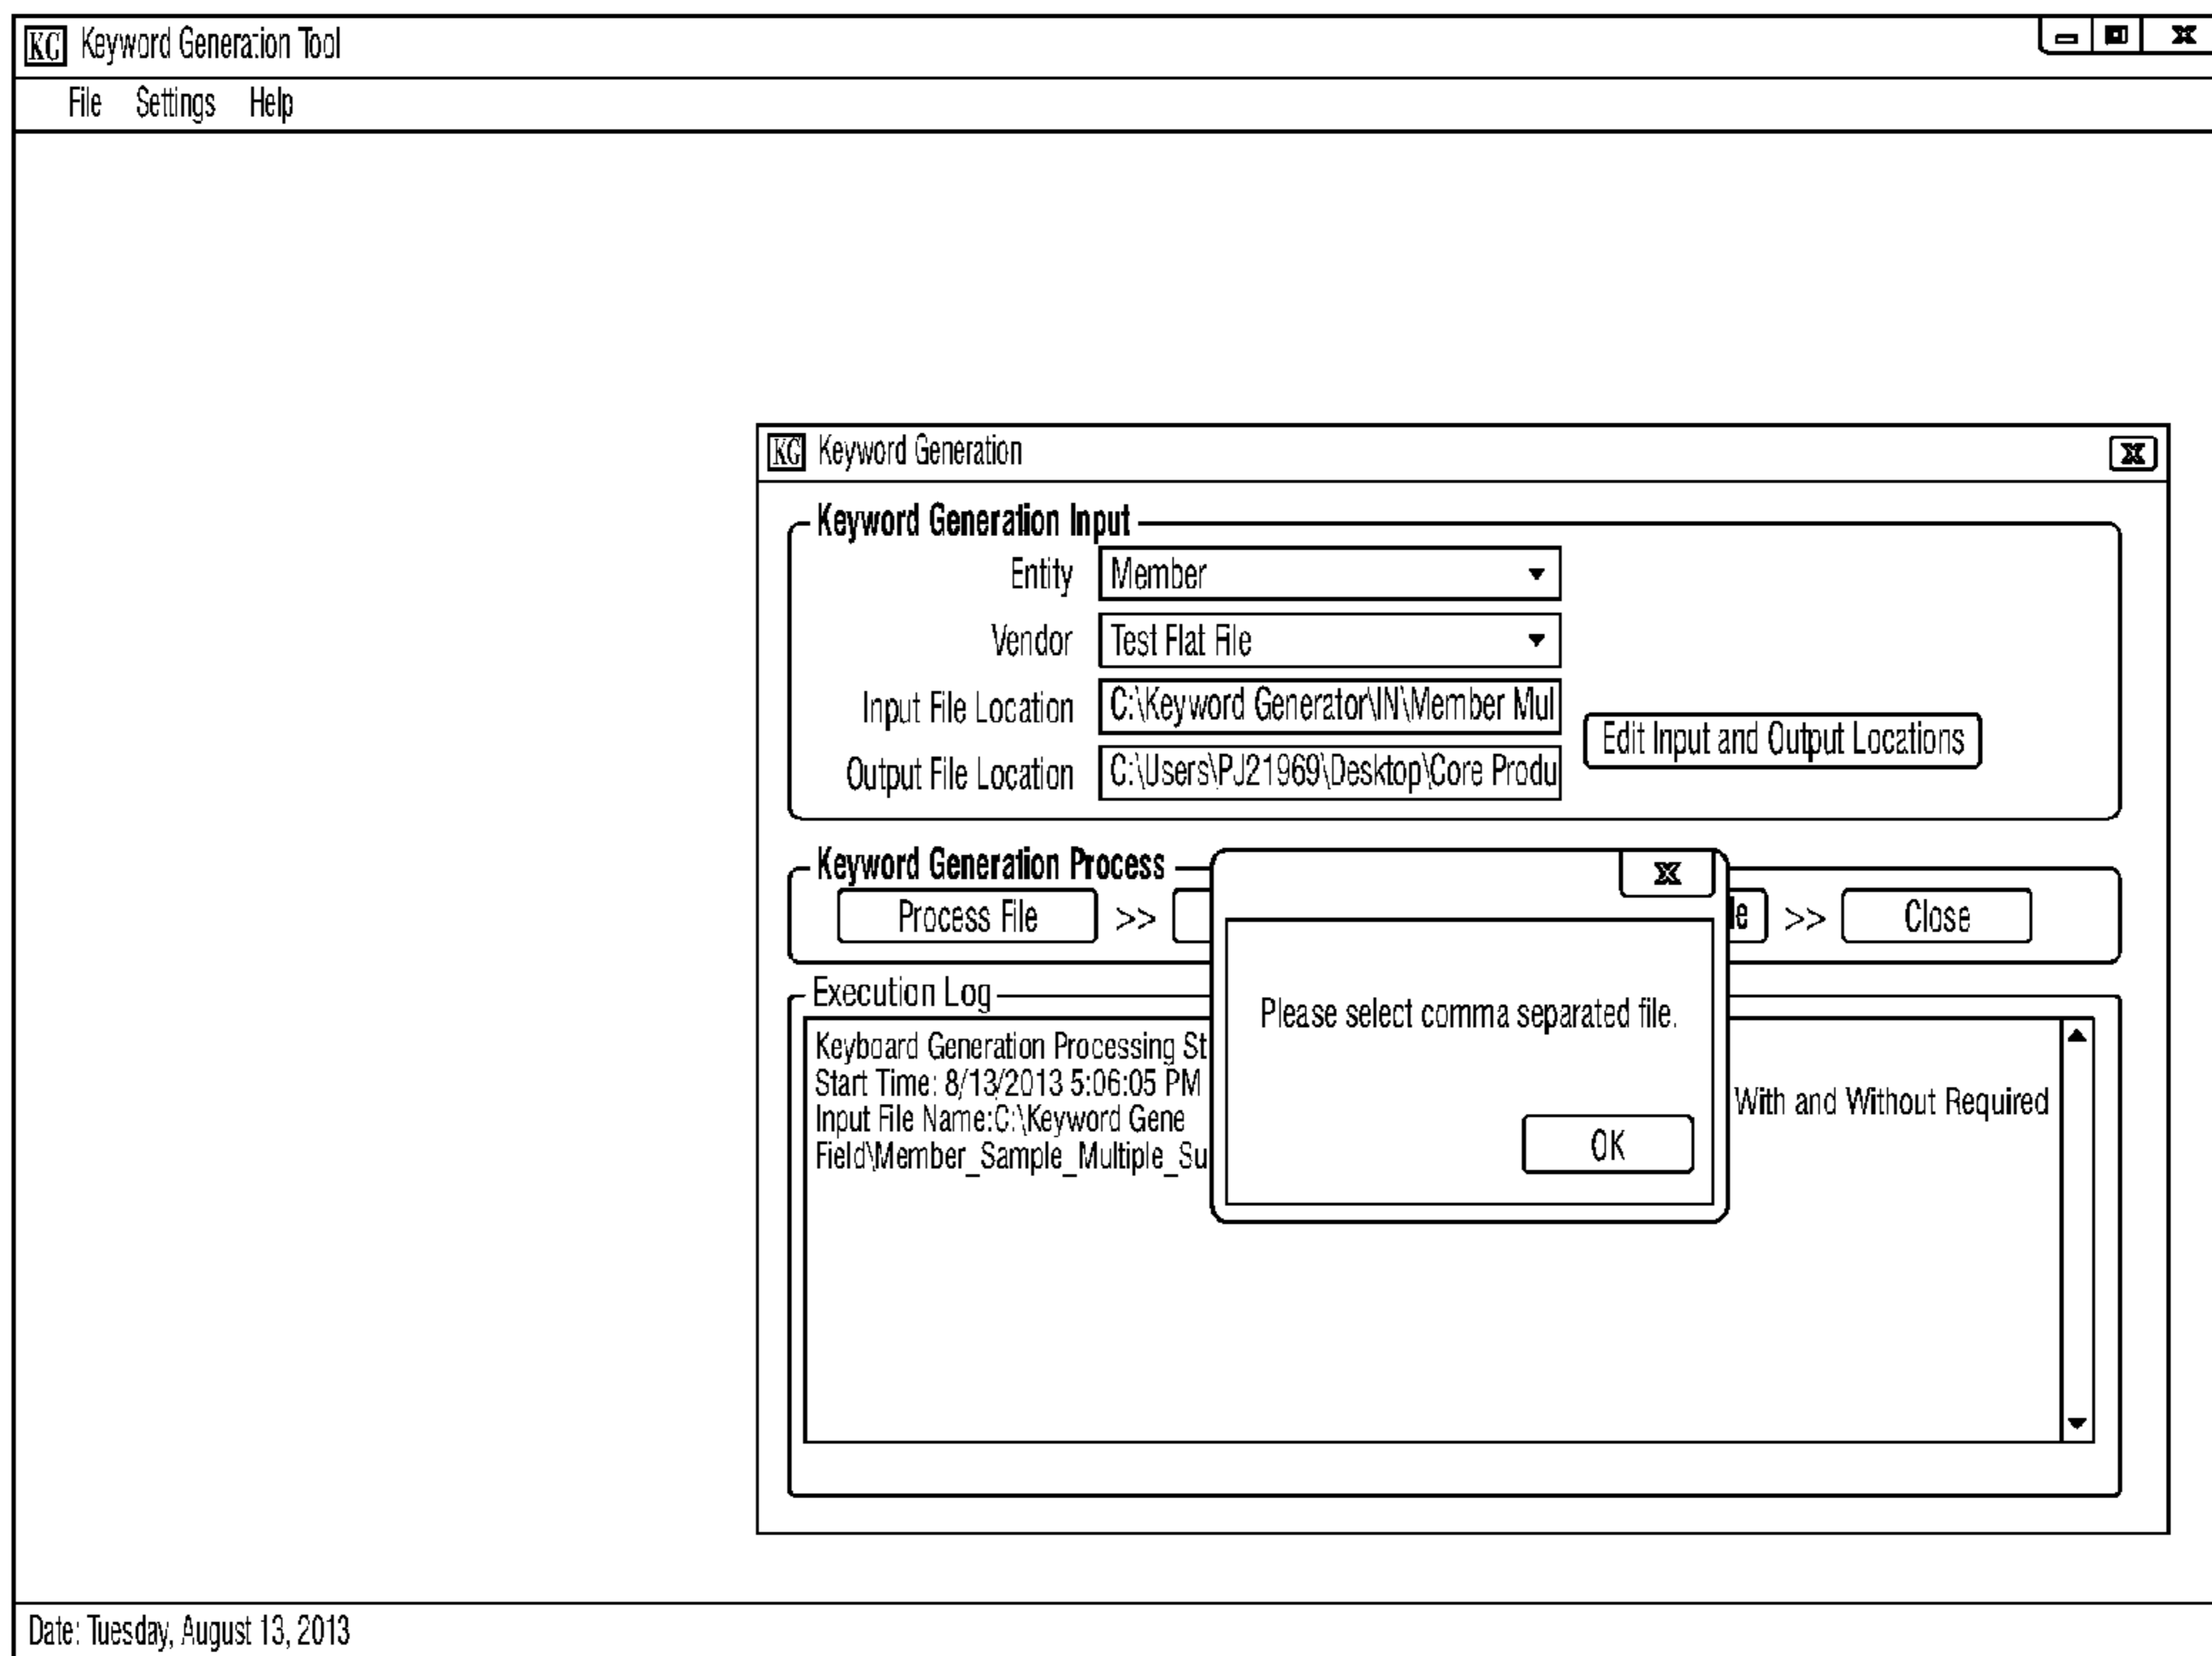 KG Keyword Generation Tool
File Settings Help
KG Keyword Generation
Keyword Generation Input
Entity Member
Vendor Test Flat File
Input File Location C:\Keyword Generator\IN\Member Mul
Edit Input and Output Locations
Output File Location C:\Users\PJ21969\Desktop\Core Produ
Keyword Generation Process
Process File >> le >> Close
Execution Log
Please select comma separated file.
OK
Keyboard Generation Processing St
Start Time: 8/13/2013 5:06:05 PM
With and Without Required
Input File Name:C:\Keyword Gene
Field\Member_Sample_Multiple_Su
Date: Tuesday, August 13, 2013